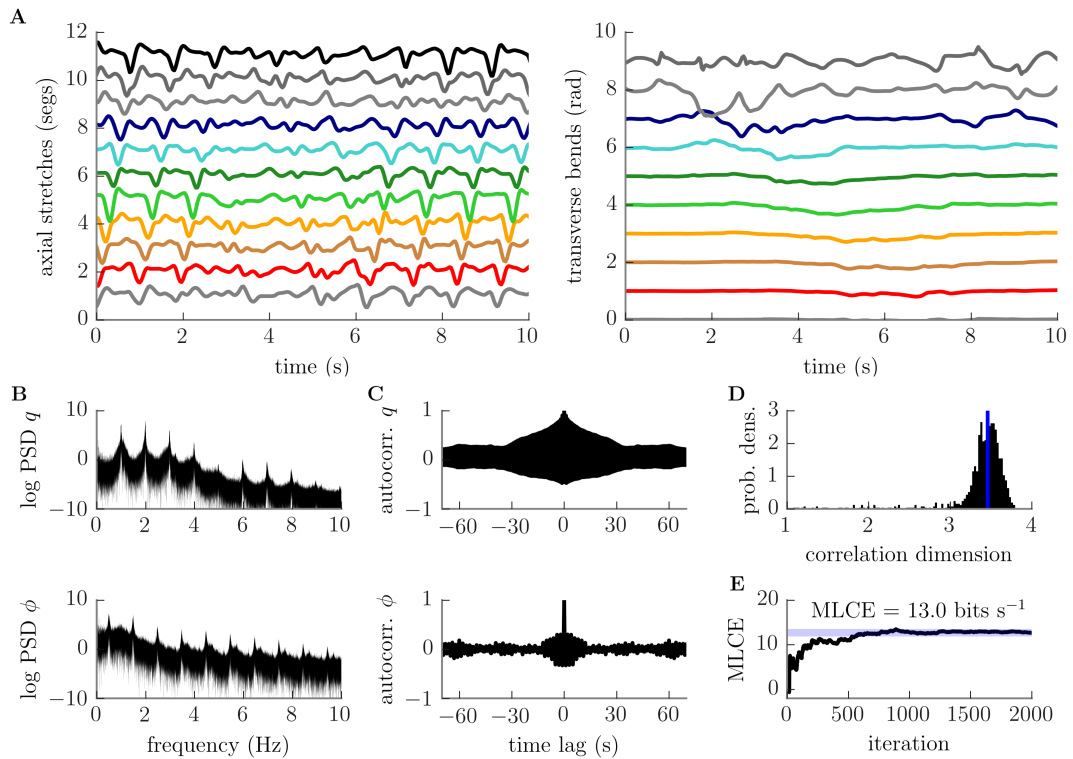 A
axial stretches (segs)
12
10
8
6
4
2
0
0 2 4 6 8 10
time (s)
transverse bends (rad)
10
8
6
4
2
0
0 2 4 6 8 10
time (s)
B
log PSD q
10
0
−10
0 2 4 6 8 10
log PSD ϕ
10
0
−10
0 2 4 6 8 10
frequency (Hz)
C
autocorr. q
1
0
−1
−60 −30 0 30 60
autocorr. ϕ
1
0
−1
−60 −30 0 30 60
time lag (s)
D
prob. dens.
3
2
1
0
1 2 3 4
correlation dimension
E
MLCE
20
10
0
MLCE = 13.0 bits s⁻¹
0 500 1000 1500 2000
iteration